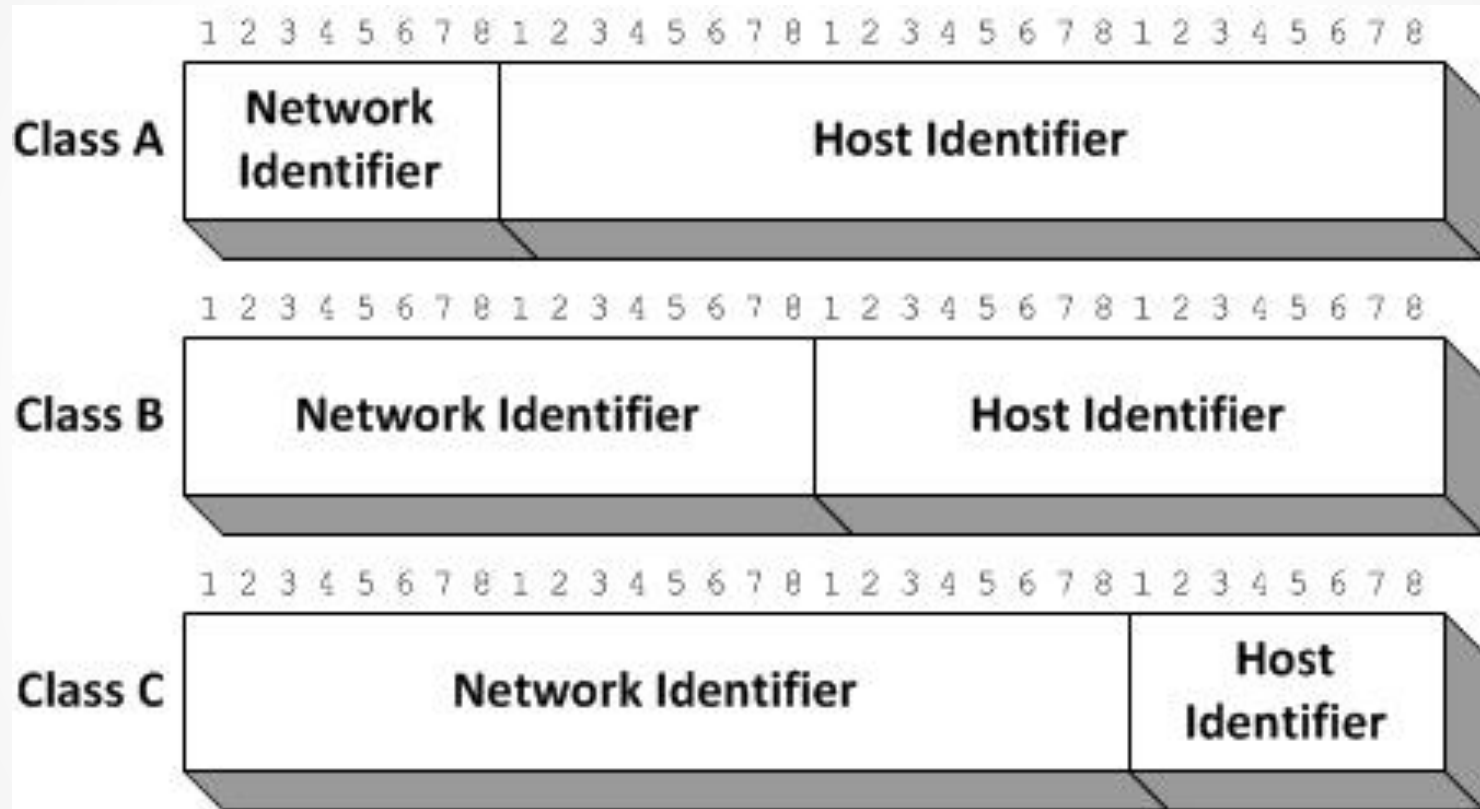 1 2 3 4 5 6 7 8 1 2 3 4 5 6 7 8 1 2 3 4 5 6 7 8 1 2 3 4 5 6 7 8
Class A
Network
Identifier
Host Identifier
1 2 3 4 5 6 7 8 1 2 3 4 5 6 7 8 1 2 3 4 5 6 7 8 1 2 3 4 5 6 7 8
Class B
Network Identifier
Host Identifier
1 2 3 4 5 6 7 8 1 2 3 4 5 6 7 8 1 2 3 4 5 6 7 8 1 2 3 4 5 6 7 8
Class C
Network Identifier
Host
Identifier